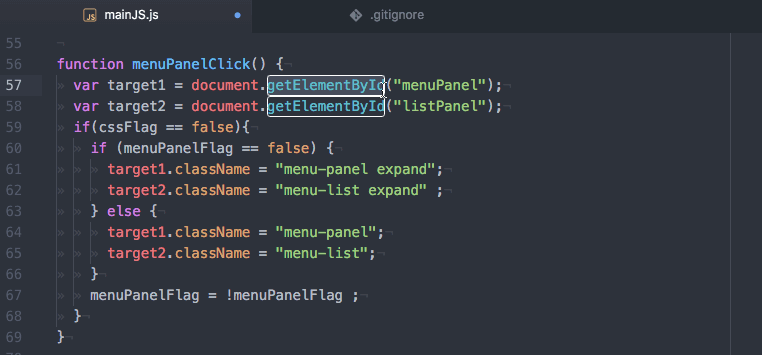 JS mainJS.js .gitignore
55
56 function menuPanelClick() {
57 var target1 = document.getElementById("menuPanel");
58 var target2 = document.getElementById("listPanel");
59 if(cssFlag == false){
60 if (menuPanelFlag == false) {
61 target1.className = "menu-panel expand";
62 target2.className = "menu-list expand" ;
63 } else {
64 target1.className = "menu-panel";
65 target2.className = "menu-list";
66 }
67 menuPanelFlag = !menuPanelFlag ;
68 }
69 }